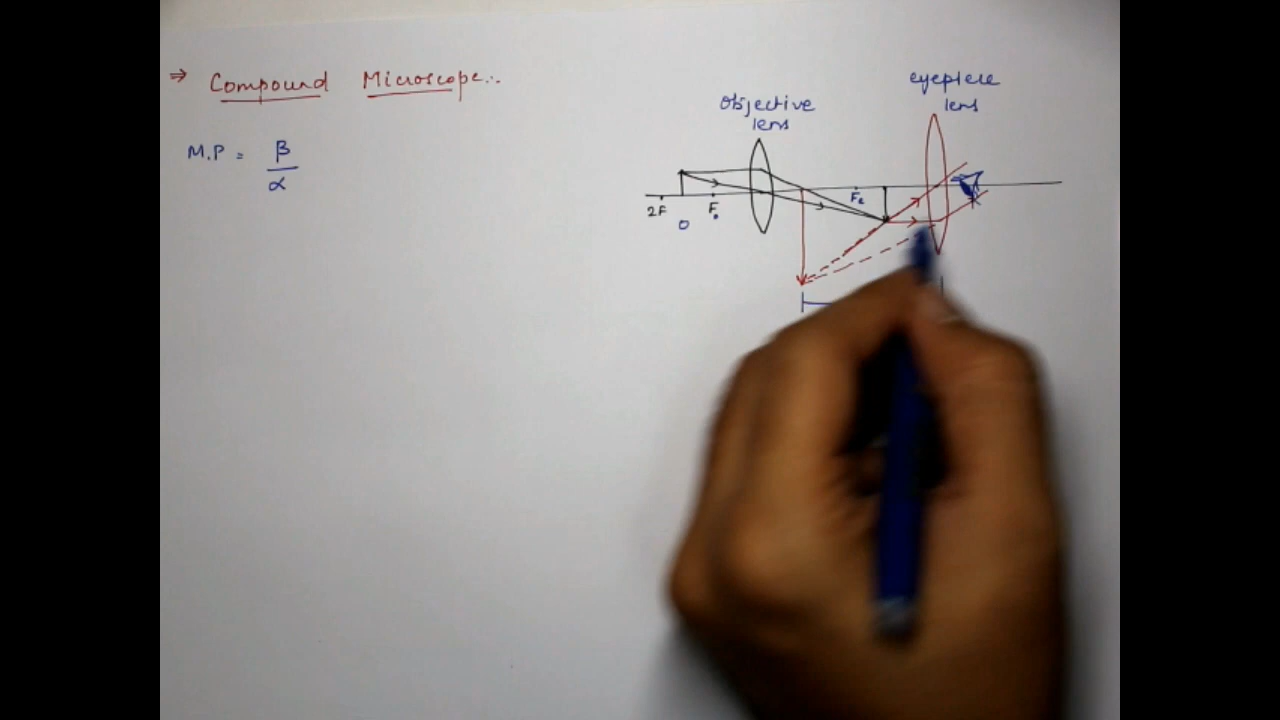 ⇒ Compound Microscope:.
M.P = β/α
Objective lens
eyepiece lens
2F
F₀
O
Fe